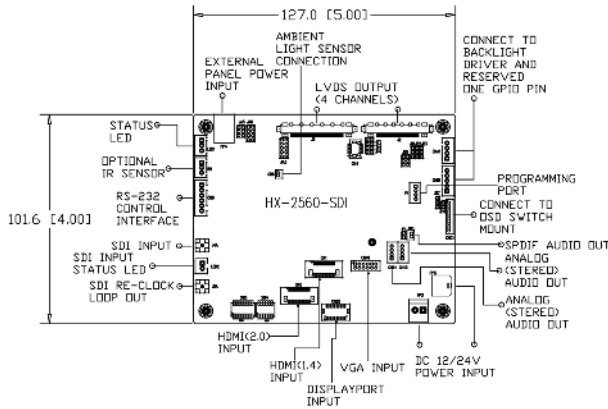 127.0 [5.00]
AMBIENT
LIGHT SENSOR
CONNECTION
EXTERNAL
PANEL POWER
INPUT
LVDS OUTPUT
(4 CHANNELS)
CONNECT TO
BACKLIGHT
DRIVER AND
RESERVED
ONE GPIO PIN
STATUS
LED
OPTIONAL
IR SENSOR
RS-232
CONTROL
INTERFACE
101.6 [4.00]
HX-2560-SDI
PROGRAMMING
PORT
CONNECT TO
OSD SWITCH
MOUNT
SDI INPUT
SDI INPUT
STATUS LED
SDI RE-CLOCK
LOOP OUT
SPDIF AUDIO OUT
ANALOG
(STEREO)
AUDIO OUT
ANALOG
(STEREO)
AUDIO OUT
HDMI(2.0)
INPUT
HDMI(1.4)
INPUT
DISPLAYPORT
INPUT
VGA INPUT
DC 12/24V
POWER INPUT